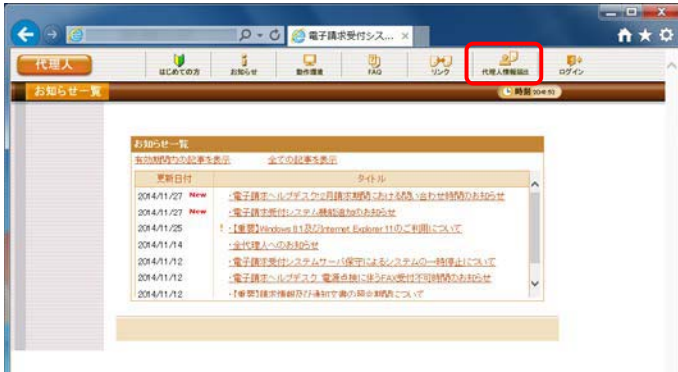 電子請求受付シス...
代理人
はじめての方
お知らせ
動作環境
FAQ
リンク
代理人情報届出
ログイン
お知らせ一覧
時刻
お知らせ一覧
有効期間内の記事を表示 全ての記事を表示
更新日付 タイトル
2014/11/27 New ・電子請求ヘルプデスク12月請求期間における問い合わせ時間のお知らせ
2014/11/27 New ・電子請求受付システム機能追加のお知らせ
2014/11/25 ! ・【重要】Windows 8.1及びInternet Explorer 11のご利用について
2014/11/14 ・全代理人へのお知らせ
2014/11/12 ・電子請求受付システムサーバ保守によるシステムの一時停止について
2014/11/12 ・電子請求ヘルプデスク 電源点検に伴うFAX受付不可時間のお知らせ
2014/11/12 ・【重要】請求情報及び通知文書の照会期間について